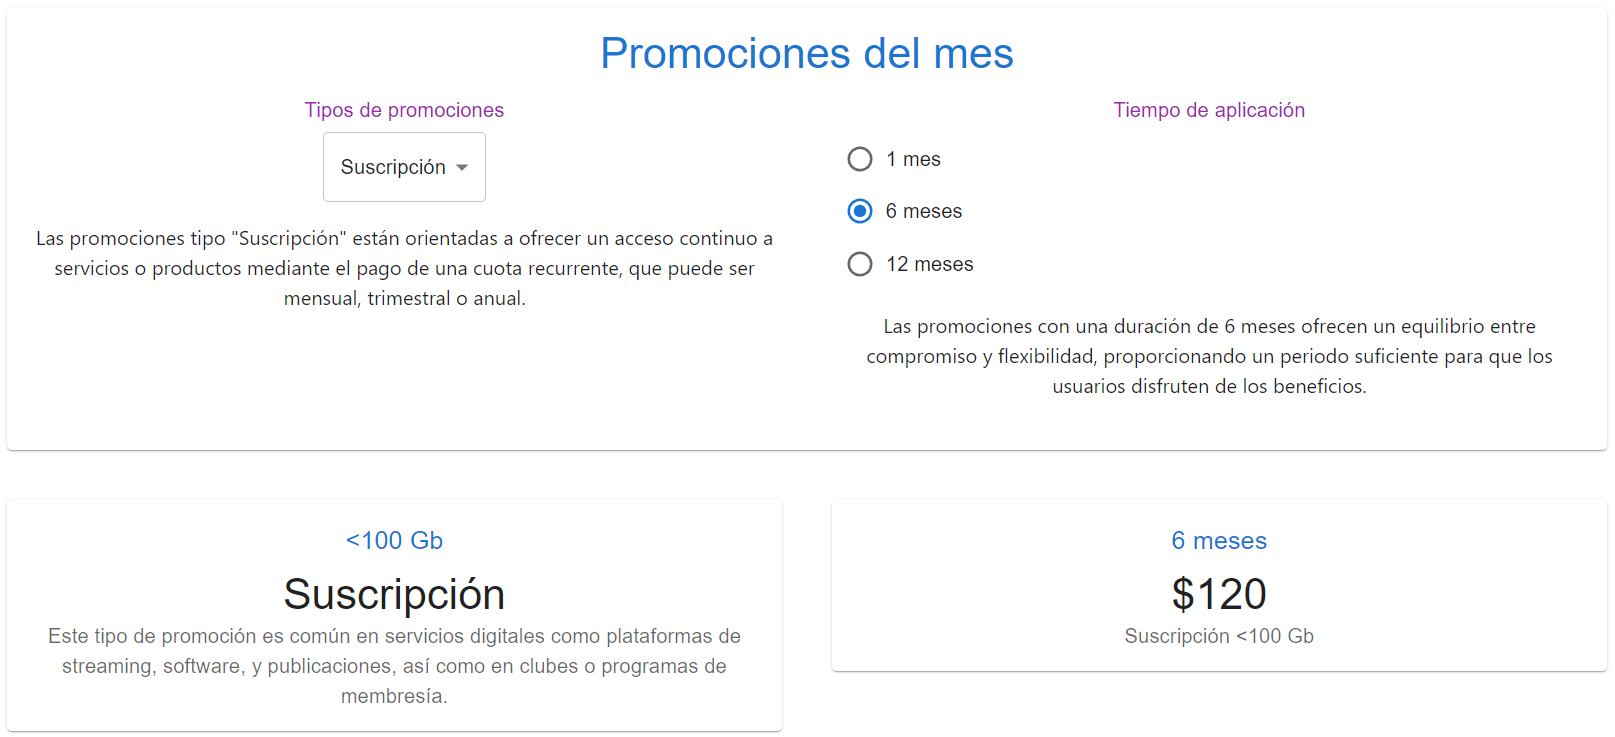 Promociones del mes
Tipos de promociones
Suscripción
Las promociones tipo "Suscripción" están orientadas a ofrecer un acceso continuo a
servicios o productos mediante el pago de una cuota recurrente, que puede ser
mensual, trimestral o anual.
Tiempo de aplicación
1 mes
6 meses
12 meses
Las promociones con una duración de 6 meses ofrecen un equilibrio entre
compromiso y flexibilidad, proporcionando un periodo suficiente para que los
usuarios disfruten de los beneficios.
<100 Gb
Suscripción
Este tipo de promoción es común en servicios digitales como plataformas de
streaming, software, y publicaciones, así como en clubes o programas de
membresía.
6 meses
$120
Suscripción <100 Gb